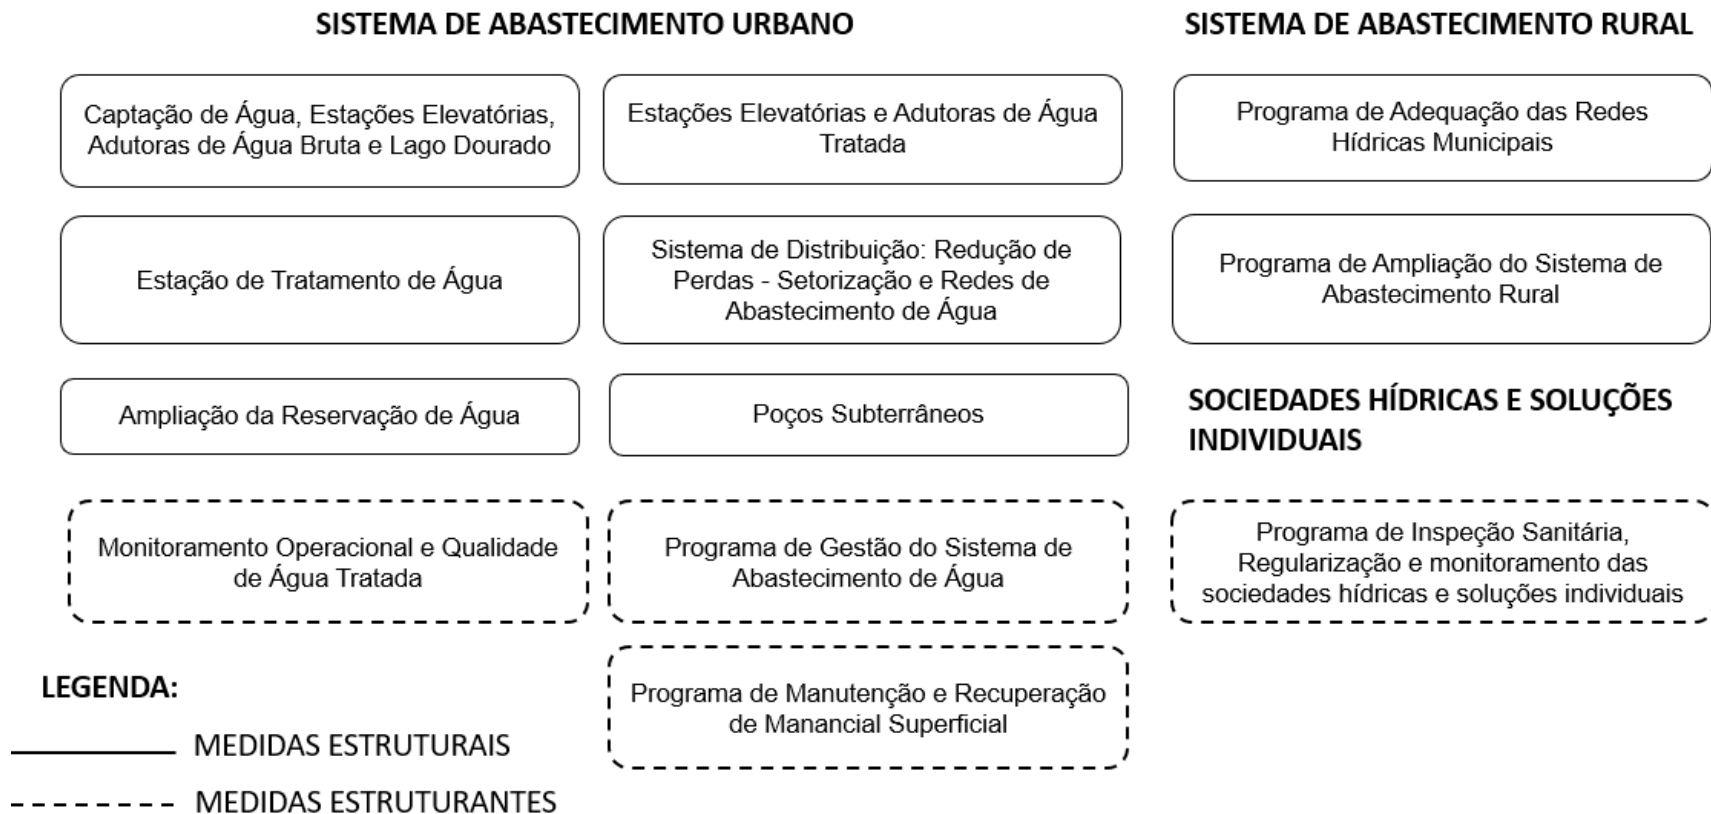 SISTEMA DE ABASTECIMENTO URBANO
Captação de Água, Estações Elevatórias,
Adutoras de Água Bruta e Lago Dourado
Estações Elevatórias e Adutoras de Água
Tratada
Estação de Tratamento de Água
Sistema de Distribuição: Redução de
Perdas - Setorização e Redes de
Abastecimento de Água
Ampliação da Reservação de Água
Poços Subterrâneos
Monitoramento Operacional e Qualidade
de Água Tratada
Programa de Gestão do Sistema de
Abastecimento de Água
Programa de Manutenção e Recuperação
de Manancial Superficial
SISTEMA DE ABASTECIMENTO RURAL
Programa de Adequação das Redes
Hídricas Municipais
Programa de Ampliação do Sistema de
Abastecimento Rural
SOCIEDADES HÍDRICAS E SOLUÇÕES
INDIVIDUAIS
Programa de Inspeção Sanitária,
Regularização e monitoramento das
sociedades hídricas e soluções individuais
LEGENDA:
MEDIDAS ESTRUTURAIS
MEDIDAS ESTRUTURANTES